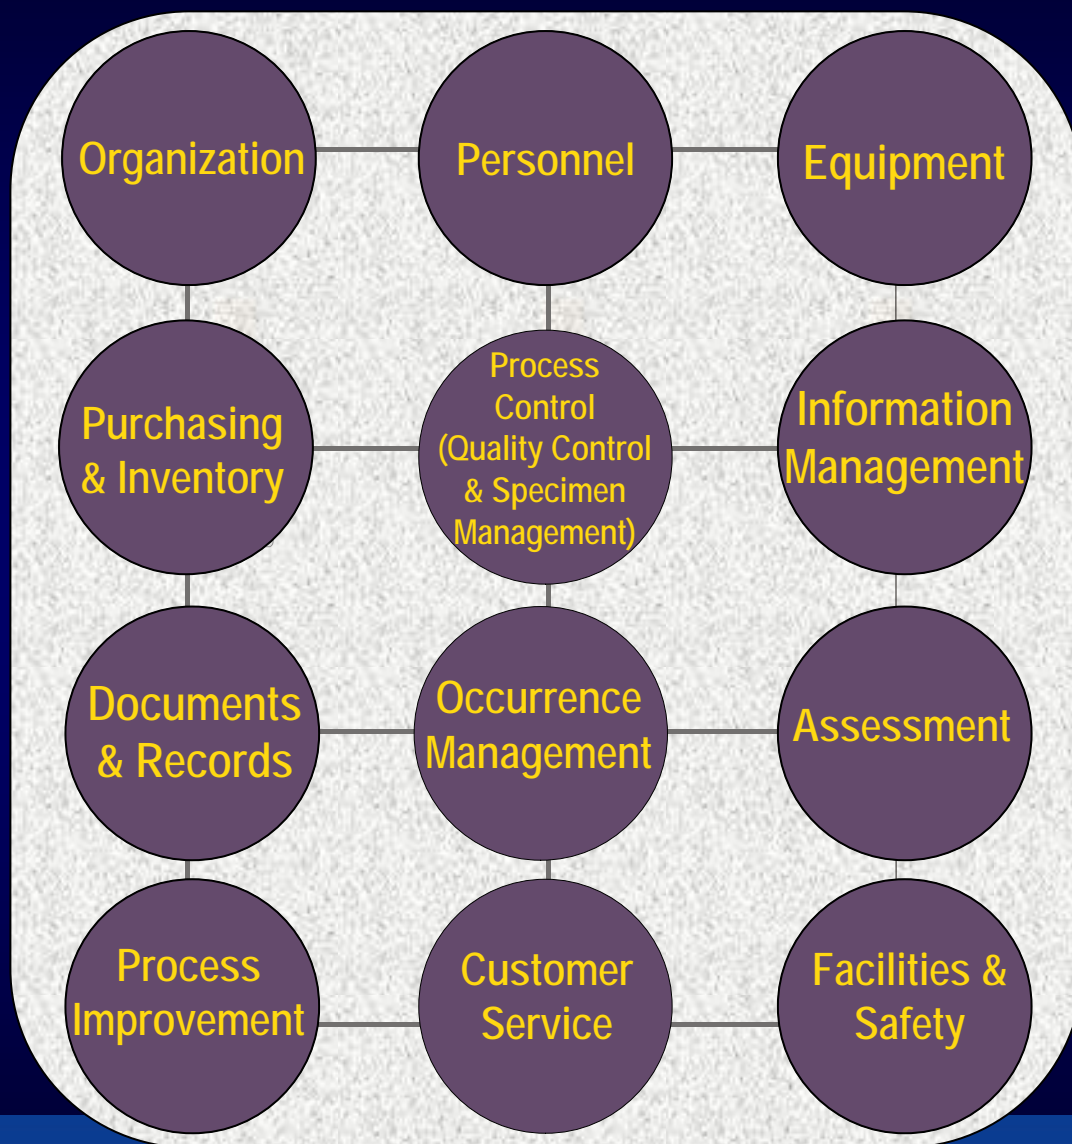 Organization
Personnel
Equipment
Purchasing
& Inventory
Process
Control
(Quality Control
& Specimen
Management)
Information
Management
Documents
& Records
Occurrence
Management
Assessment
Process
Improvement
Customer
Service
Facilities &
Safety